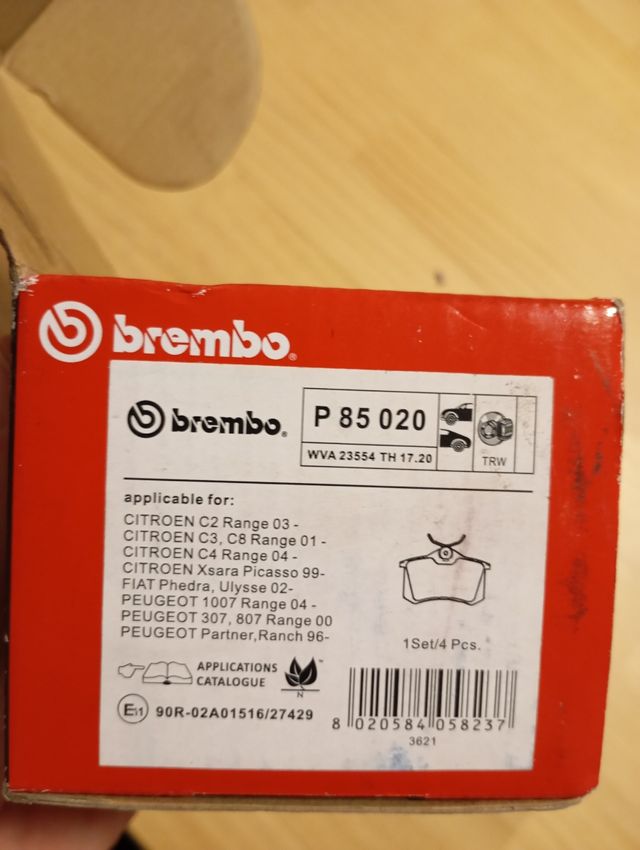 brembo®
brembo®
P 85 020
WVA 23554 TH 17.20
TRW
applicable for:
CITROEN C2 Range 03 -
CITROEN C3, C8 Range 01 -
CITROEN C4 Range 04 -
CITROEN Xsara Picasso 99-
FIAT Phedra, Ulysse 02-
PEUGEOT 1007 Range 04 -
PEUGEOT 307, 807 Range 00
PEUGEOT Partner,Ranch 96-
1Set/4 Pcs.
APPLICATIONS
CATALOGUE
™
N
E11 90R-02A01516/27429
8 020584 058237
3621